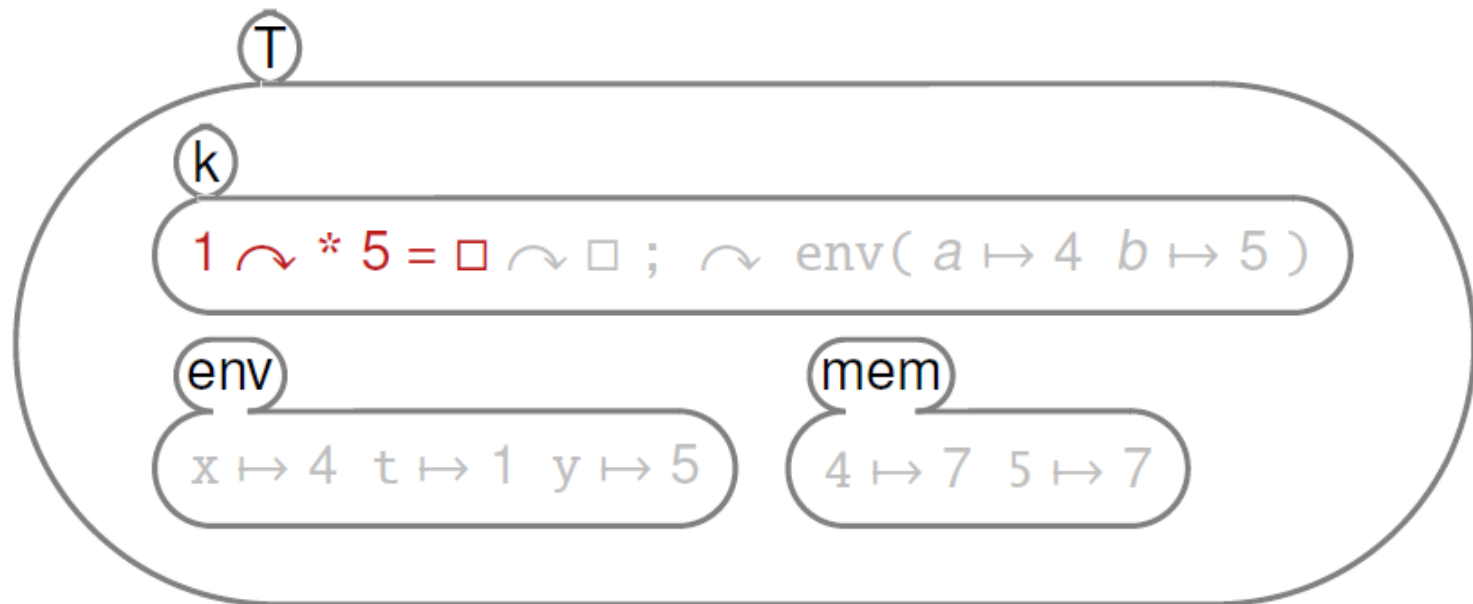 T
k
1 ↷ * 5 = □ ↷ □ ; ↷ env( a ↦ 4 b ↦ 5 )
env mem
x ↦ 4 t ↦ 1 y ↦ 5 4 ↦ 7 5 ↦ 7